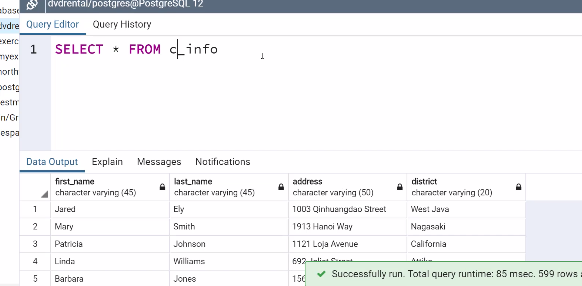 dvdrental/postgres@PostgreSQL 12
Query Editor Query History
1 SELECT * FROM c_info
Data Output Explain Messages Notifications
first_name last_name address district
character varying (45) character varying (45) character varying (50) character varying (20)
1 Jared Ely 1003 Qinhuangdao Street West Java
2 Mary Smith 1913 Hanoi Way Nagasaki
3 Patricia Johnson 1121 Loja Avenue California
4 Linda Williams 692
5 Barbara Jones
Successfully run. Total query runtime: 85 msec. 599 rows